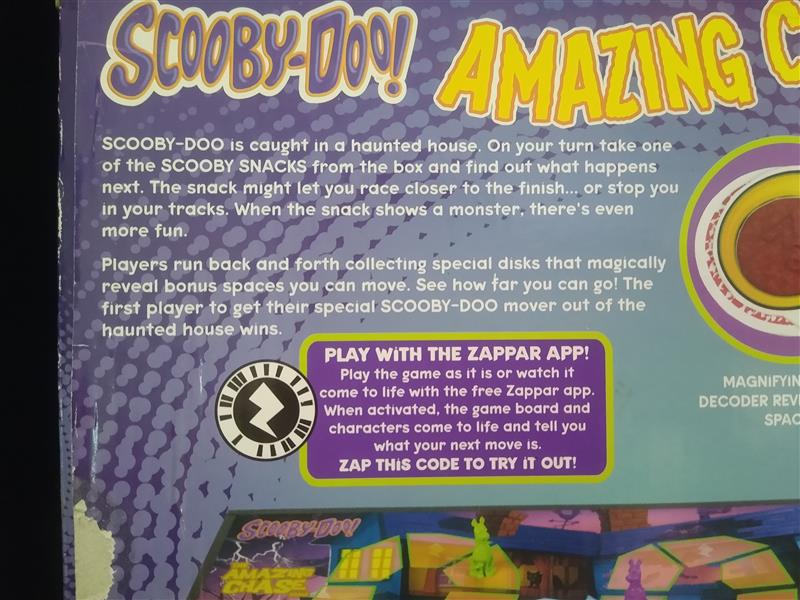 SCOOBY-DOO!
AMAZING C
SCOOBY-DOO is caught in a haunted house. On your turn take one
of the SCOOBY SNACKS from the box and find out what happens
next. The snack might let you race closer to the finish... or stop you
in your tracks. When the snack shows a monster, there's even
more fun.
Players run back and forth collecting special disks that magically
reveal bonus spaces you can move. See how far you can go! The
first player to get their special SCOOBY-DOO mover out of the
haunted house wins.
MAGNIFYIN
DECODER REV
SPAC
PLAY WITH THE ZAPPAR APP!
Play the game as it is or watch it
come to life with the free Zappar app.
When activated, the game board and
characters come to life and tell you
what your next move is.
ZAP THIS CODE TO TRY IT OUT!
SCOOBY-DOO!
AMAZING
CHASE